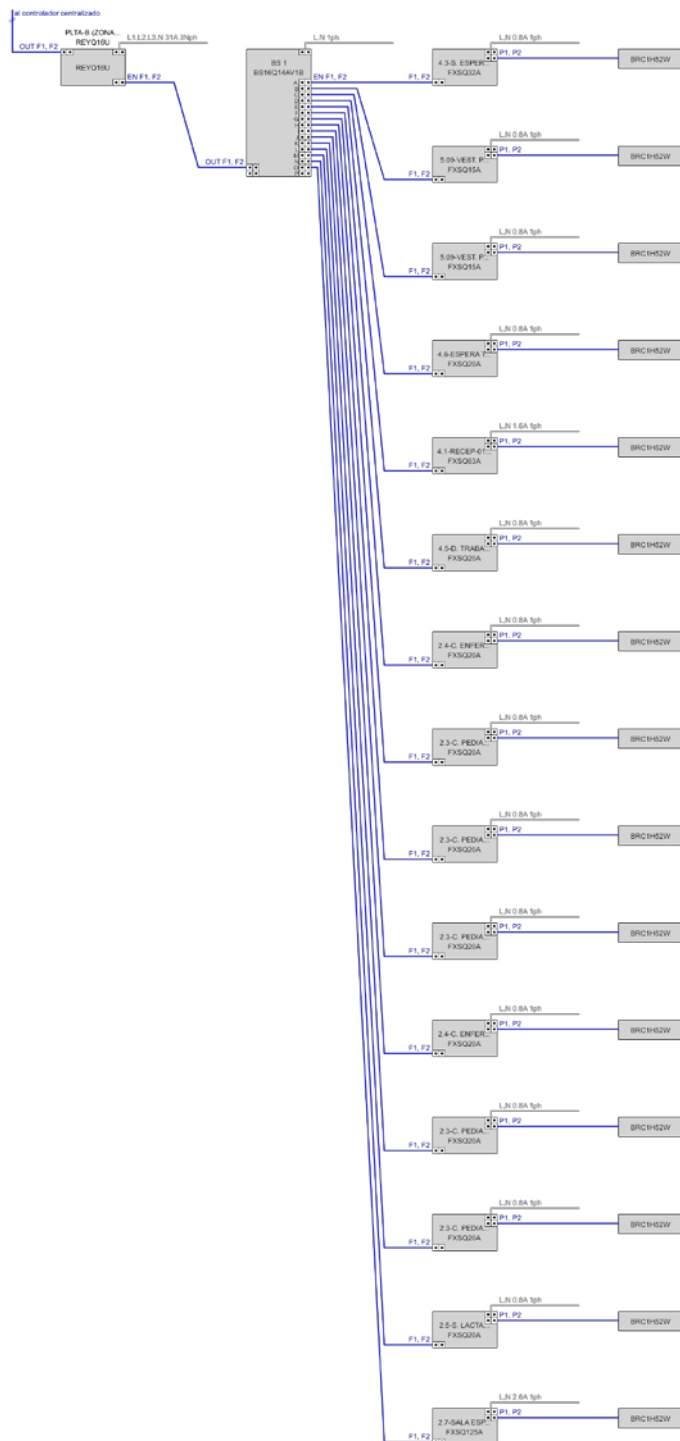 al controlador centralizado
PLTA-B (ZONA...
REYQ16U
L1,L2,L3,N 31A 3Nph
OUT F1, F2
REYQ16U
EN F1, F2
L,N 1ph
BS 1
BS16Q14AV1B
EN F1, F2
OUT F1, F2
L,N 0.8A 1ph
4.3-S. ESPER...
FXSQ32A
P1, P2
F1, F2
BRC1H52W
L,N 0.8A 1ph
5.09-VEST. P...
FXSQ15A
P1, P2
F1, F2
BRC1H52W
L,N 0.8A 1ph
5.09-VEST. P...
FXSQ15A
P1, P2
F1, F2
BRC1H52W
L,N 0.8A 1ph
4.6-ESPERA
FXSQ20A
P1, P2
F1, F2
BRC1H52W
L,N 1.6A 1ph
4.1-RECEP-01...
FXSQ63A
P1, P2
F1, F2
BRC1H52W
L,N 0.8A 1ph
4.5-D. TRABA...
FXSQ20A
P1, P2
F1, F2
BRC1H52W
L,N 0.8A 1ph
2.4-C. ENFER...
FXSQ20A
P1, P2
F1, F2
BRC1H52W
L,N 0.8A 1ph
2.3-C. PEDIA...
FXSQ20A
P1, P2
F1, F2
BRC1H52W
L,N 0.8A 1ph
2.3-C. PEDIA...
FXSQ20A
P1, P2
F1, F2
BRC1H52W
L,N 0.8A 1ph
2.3-C. PEDIA...
FXSQ20A
P1, P2
F1, F2
BRC1H52W
L,N 0.8A 1ph
2.4-C. ENFER...
FXSQ20A
P1, P2
F1, F2
BRC1H52W
L,N 0.8A 1ph
2.3-C. PEDIA...
FXSQ20A
P1, P2
F1, F2
BRC1H52W
L,N 0.8A 1ph
2.3-C. PEDIA...
FXSQ20A
P1, P2
F1, F2
BRC1H52W
L,N 0.8A 1ph
2.5-S. LACTA...
FXSQ20A
P1, P2
F1, F2
BRC1H52W
L,N 2.6A 1ph
2.7-SALA ESP...
FXSQ125A
P1, P2
F1, F2
BRC1H52W